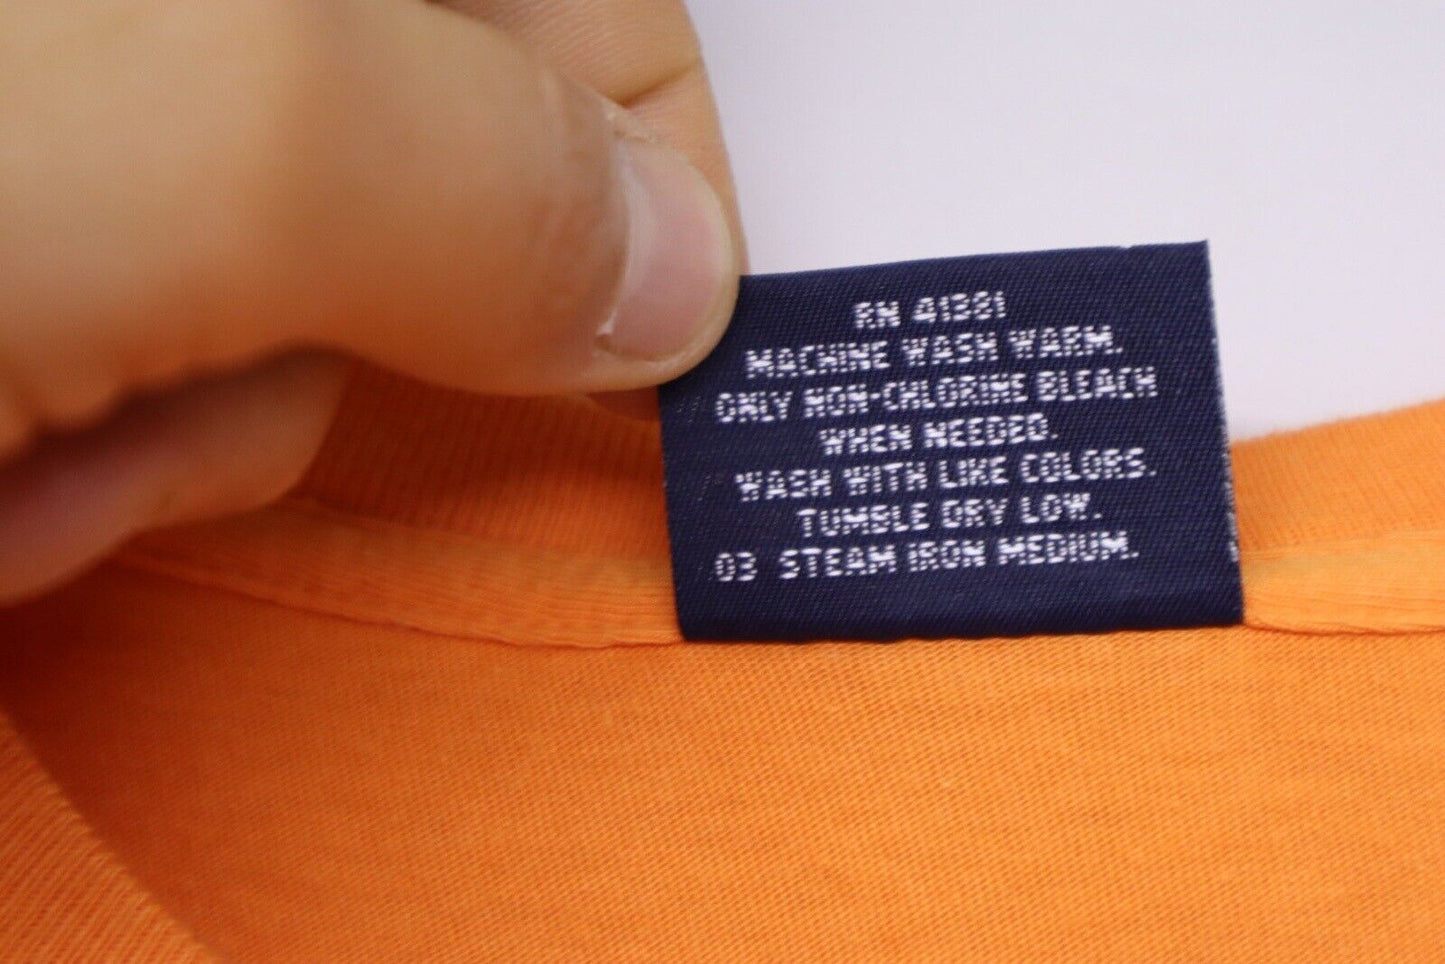 RN 41381
MACHINE WASH WARM.
ONLY NON-CHLORINE BLEACH
WHEN NEEDED.
WASH WITH LIKE COLORS.
TUMBLE DRY LOW.
03 STEAM IRON MEDIUM.